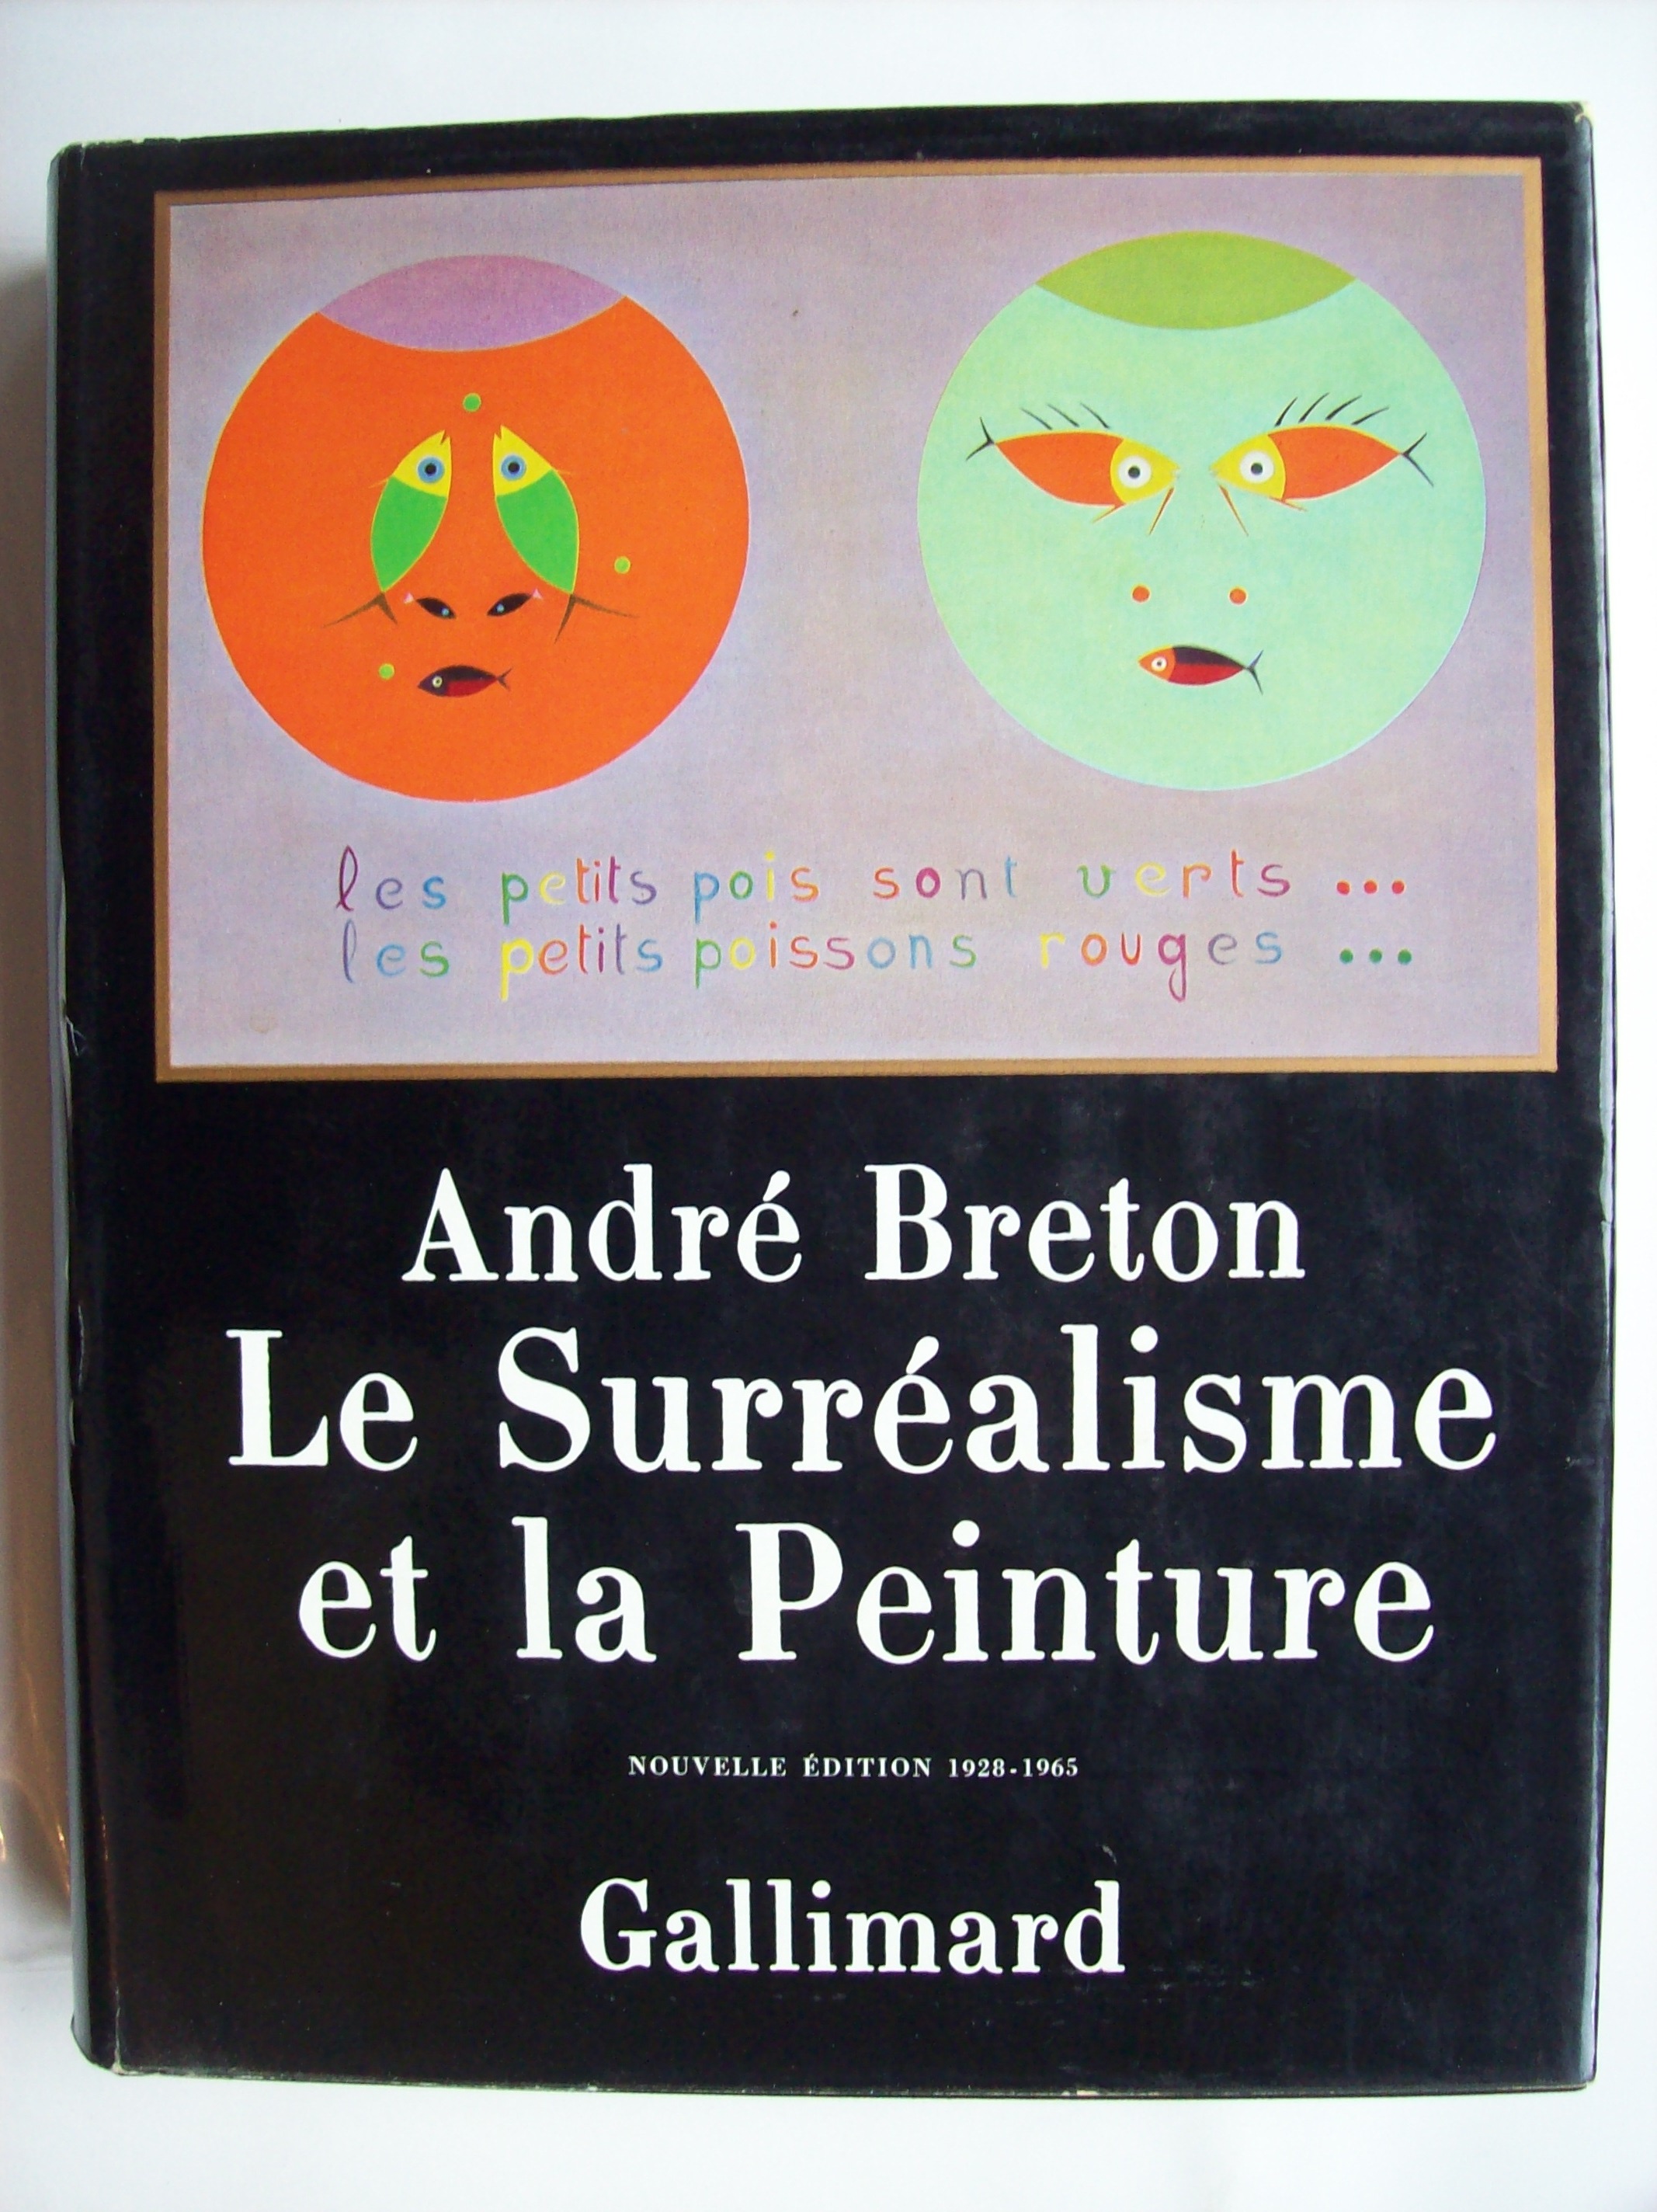 les petits pois sont verts ...
les petits poissons rouges ...
André Breton
Le Surréalisme
et la Peinture
NOUVELLE ÉDITION 1928-1965
Gallimard